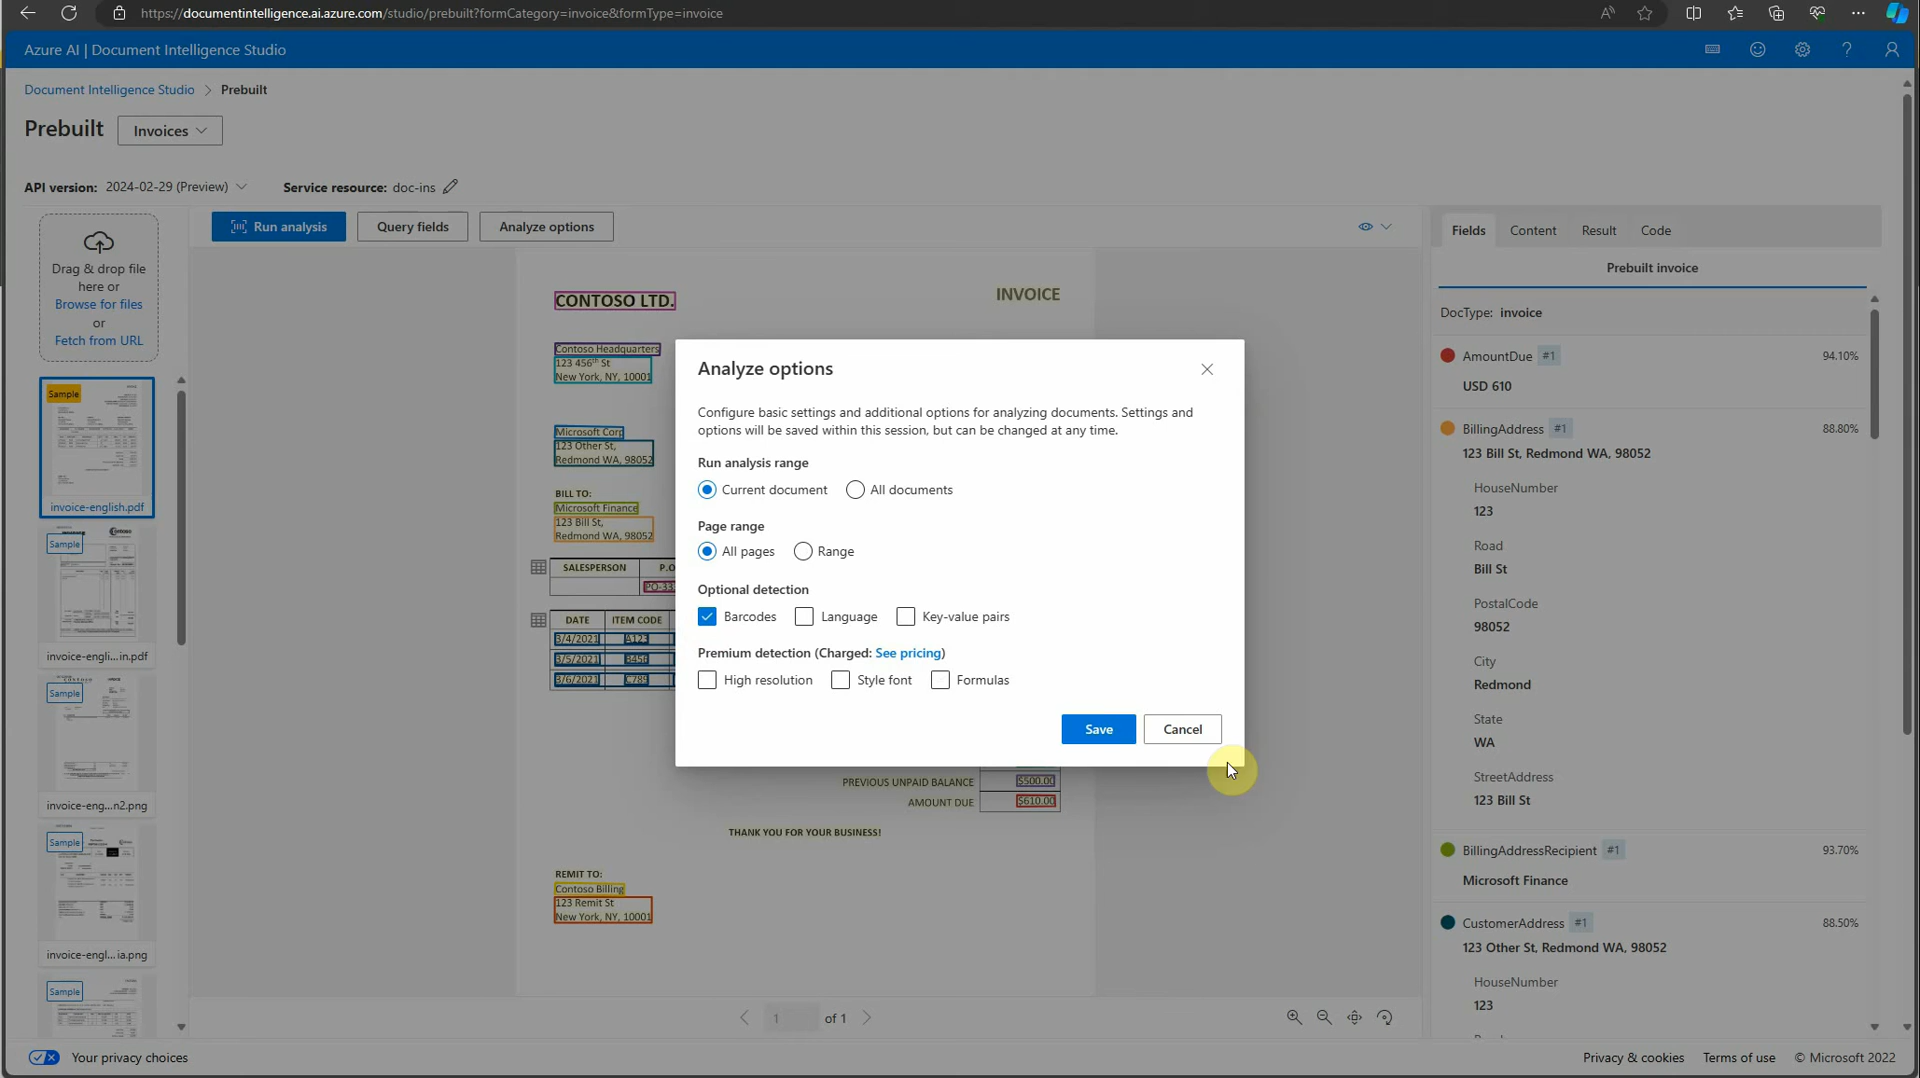 https://documentintelligence.ai.azure.com/studio/prebuilt?formCategory=invoice&formType=invoice
Azure AI | Document Intelligence Studio
Document Intelligence Studio > Prebuilt
Prebuilt
Invoices
API version: 2024-02-29 (Preview)
Service resource: doc-ins
Drag & drop file
here or
Browse for files
or
Fetch from URL
Run analysis
Query fields
Analyze options
Sample
invoice-english.pdf
Sample
invoice-engli...in.pdf
Sample
invoice-eng...n2.png
Sample
invoice-engl...ia.png
Sample
CONTOSO LTD.
INVOICE
Contoso Headquarters
123 456th St
New York, NY, 10001
Microsoft Corp
123 Other St,
Redmond WA, 98052
BILL TO:
Microsoft Finance
123 Bill St,
Redmond WA, 98052
SALESPERSON
P.O
PO-33
DATE
ITEM CODE
3/4/2021
A123
3/5/2021
B456
3/6/2021
C789
PREVIOUS UNPAID BALANCE
$500.00
AMOUNT DUE
$610.00
THANK YOU FOR YOUR BUSINESS!
REMIT TO:
Contoso Billing
123 Remit St
New York, NY, 10001
1
of 1
Analyze options
Configure basic settings and additional options for analyzing documents. Settings and
options will be saved within this session, but can be changed at any time.
Run analysis range
Current document
All documents
Page range
All pages
Range
Optional detection
Barcodes
Language
Key-value pairs
Premium detection (Charged: See pricing)
High resolution
Style font
Formulas
Save
Cancel
Fields
Content
Result
Code
Prebuilt invoice
DocType: invoice
AmountDue #1
94.10%
USD 610
BillingAddress #1
88.80%
123 Bill St, Redmond WA, 98052
HouseNumber
123
Road
Bill St
PostalCode
98052
City
Redmond
State
WA
StreetAddress
123 Bill St
BillingAddressRecipient #1
93.70%
Microsoft Finance
CustomerAddress #1
88.50%
123 Other St, Redmond WA, 98052
HouseNumber
123
Your privacy choices
Privacy & cookies
Terms of use
© Microsoft 2022